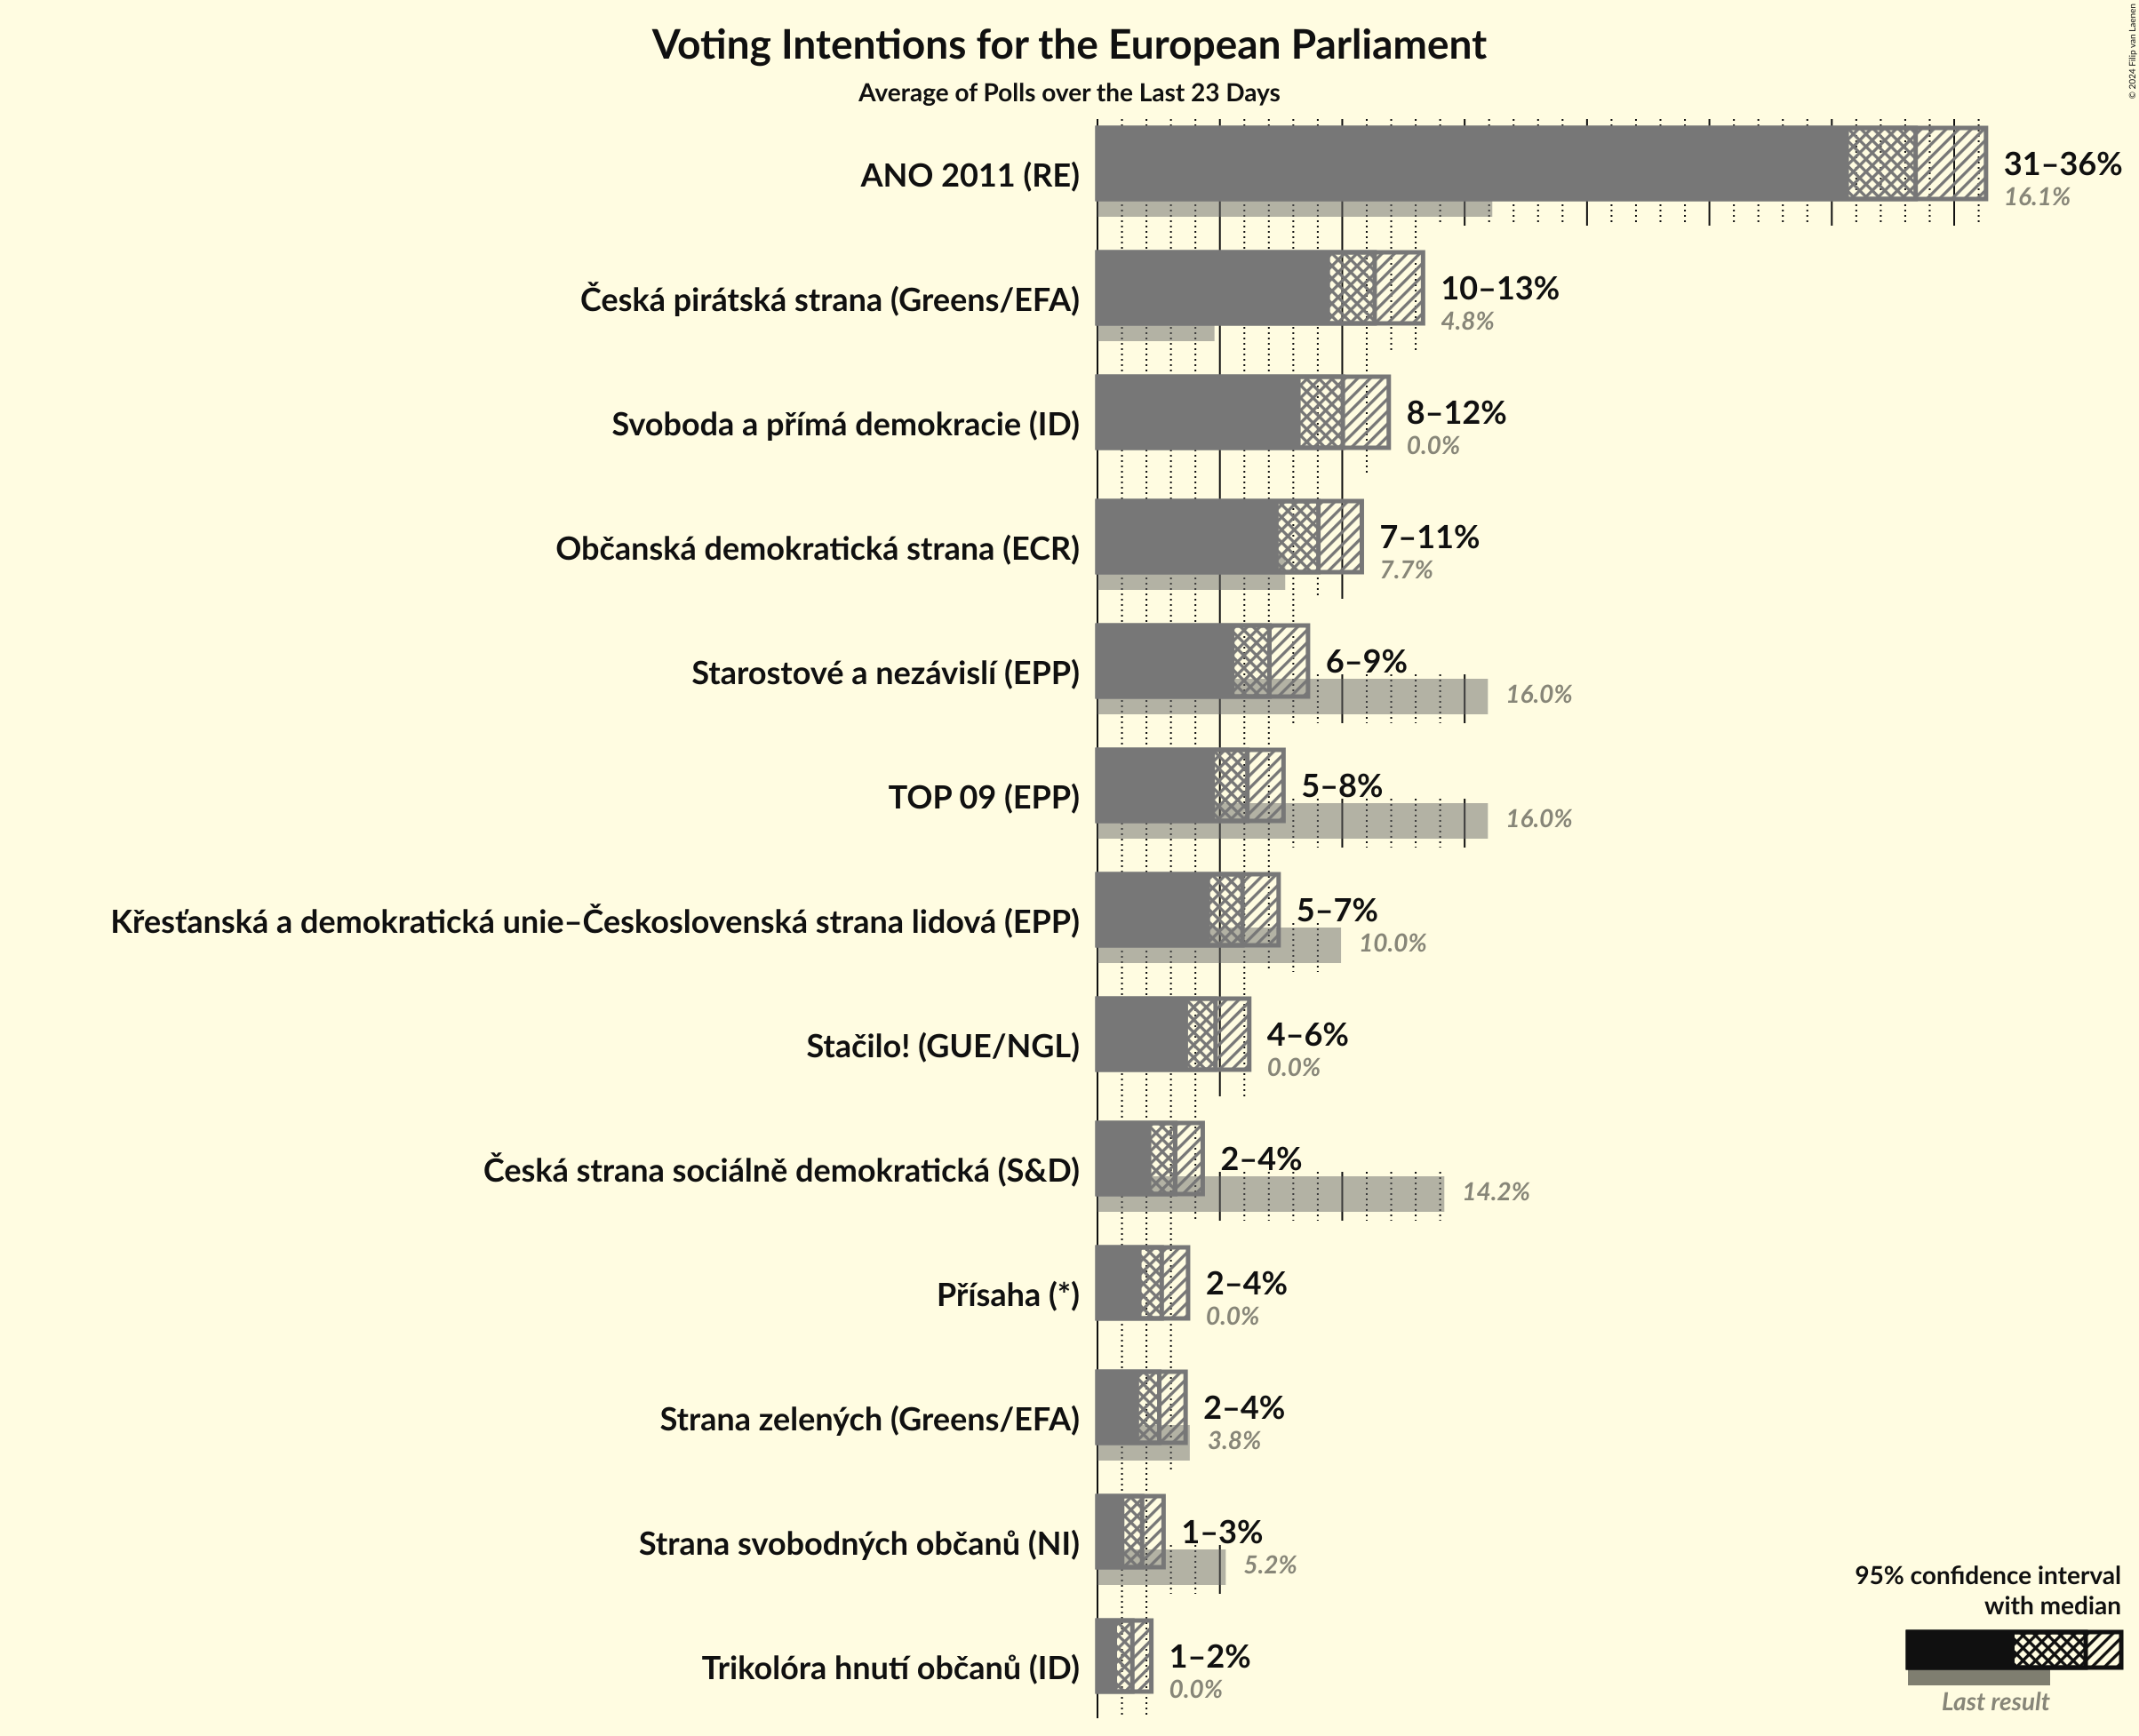 Voting Intentions for the European Parliament
Average of Polls over the Last 23 Days
© 2024 Filip van Laenen
ANO 2011 (RE)
31–36%
16.1%
Česká pirátská strana (Greens/EFA)
10–13%
4.8%
Svoboda a přímá demokracie (ID)
8–12%
0.0%
Občanská demokratická strana (ECR)
7–11%
7.7%
Starostové a nezávislí (EPP)
6–9%
16.0%
TOP 09 (EPP)
5–8%
16.0%
Křesťanská a demokratická unie–Československá strana lidová (EPP)
5–7%
10.0%
Stačilo! (GUE/NGL)
4–6%
0.0%
Česká strana sociálně demokratická (S&D)
2–4%
14.2%
Přísaha (*)
2–4%
0.0%
Strana zelených (Greens/EFA)
2–4%
3.8%
Strana svobodných občanů (NI)
1–3%
5.2%
Trikolóra hnutí občanů (ID)
1–2%
0.0%
95% confidence interval
with median
Last result